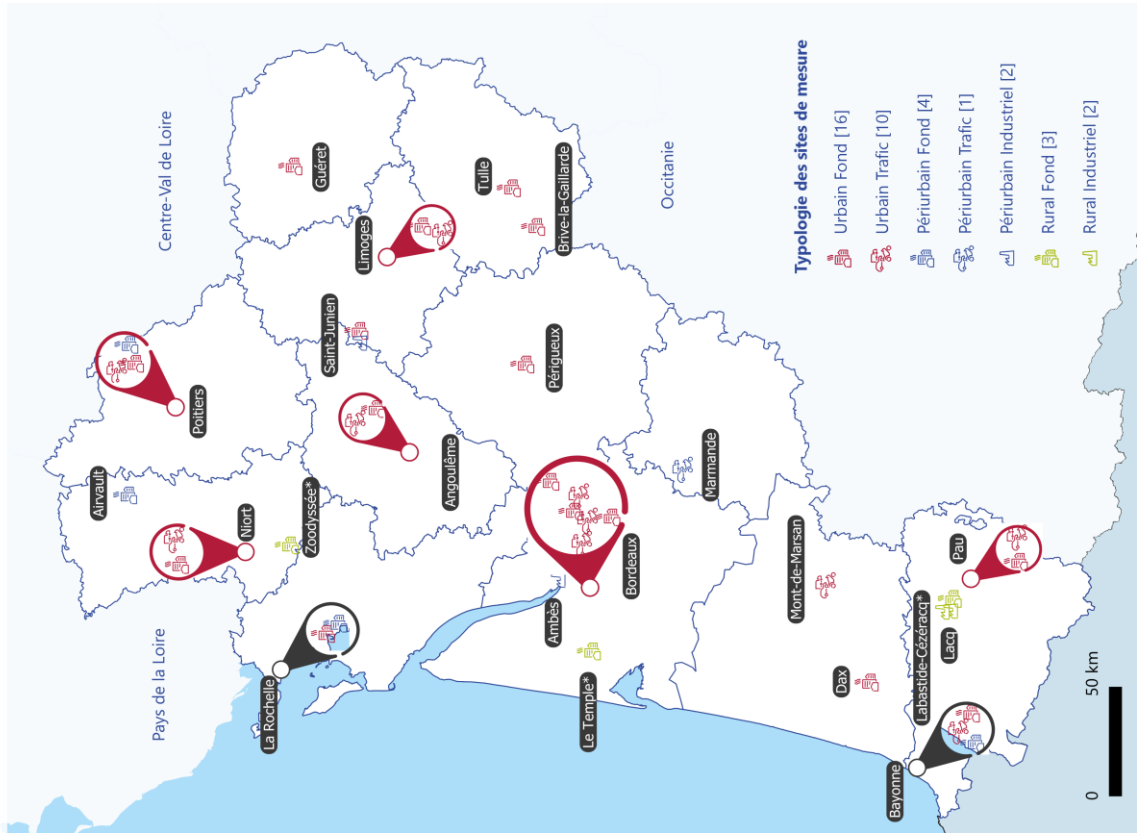 Pays de la Loire
Centre-Val de Loire
Occitanie
Airvault
Niort
Zoodyssée*
La Rochelle
Poitiers
Guéret
Limoges
Saint-Junien
Angoulême
Tulle
Brive-la-Gaillarde
Périgueux
Ambès
Bordeaux
Le Temple*
Marmande
Mont-de-Marsan
Dax
Labastide-Cézéracq*
Lacq
Pau
Bayonne
Typologie des sites de mesure
Urbain Fond [16]
Urbain Trafic [10]
Périurbain Fond [4]
Périurbain Trafic [1]
Périurbain Industriel [2]
Rural Fond [3]
Rural Industriel [2]
0 50 km